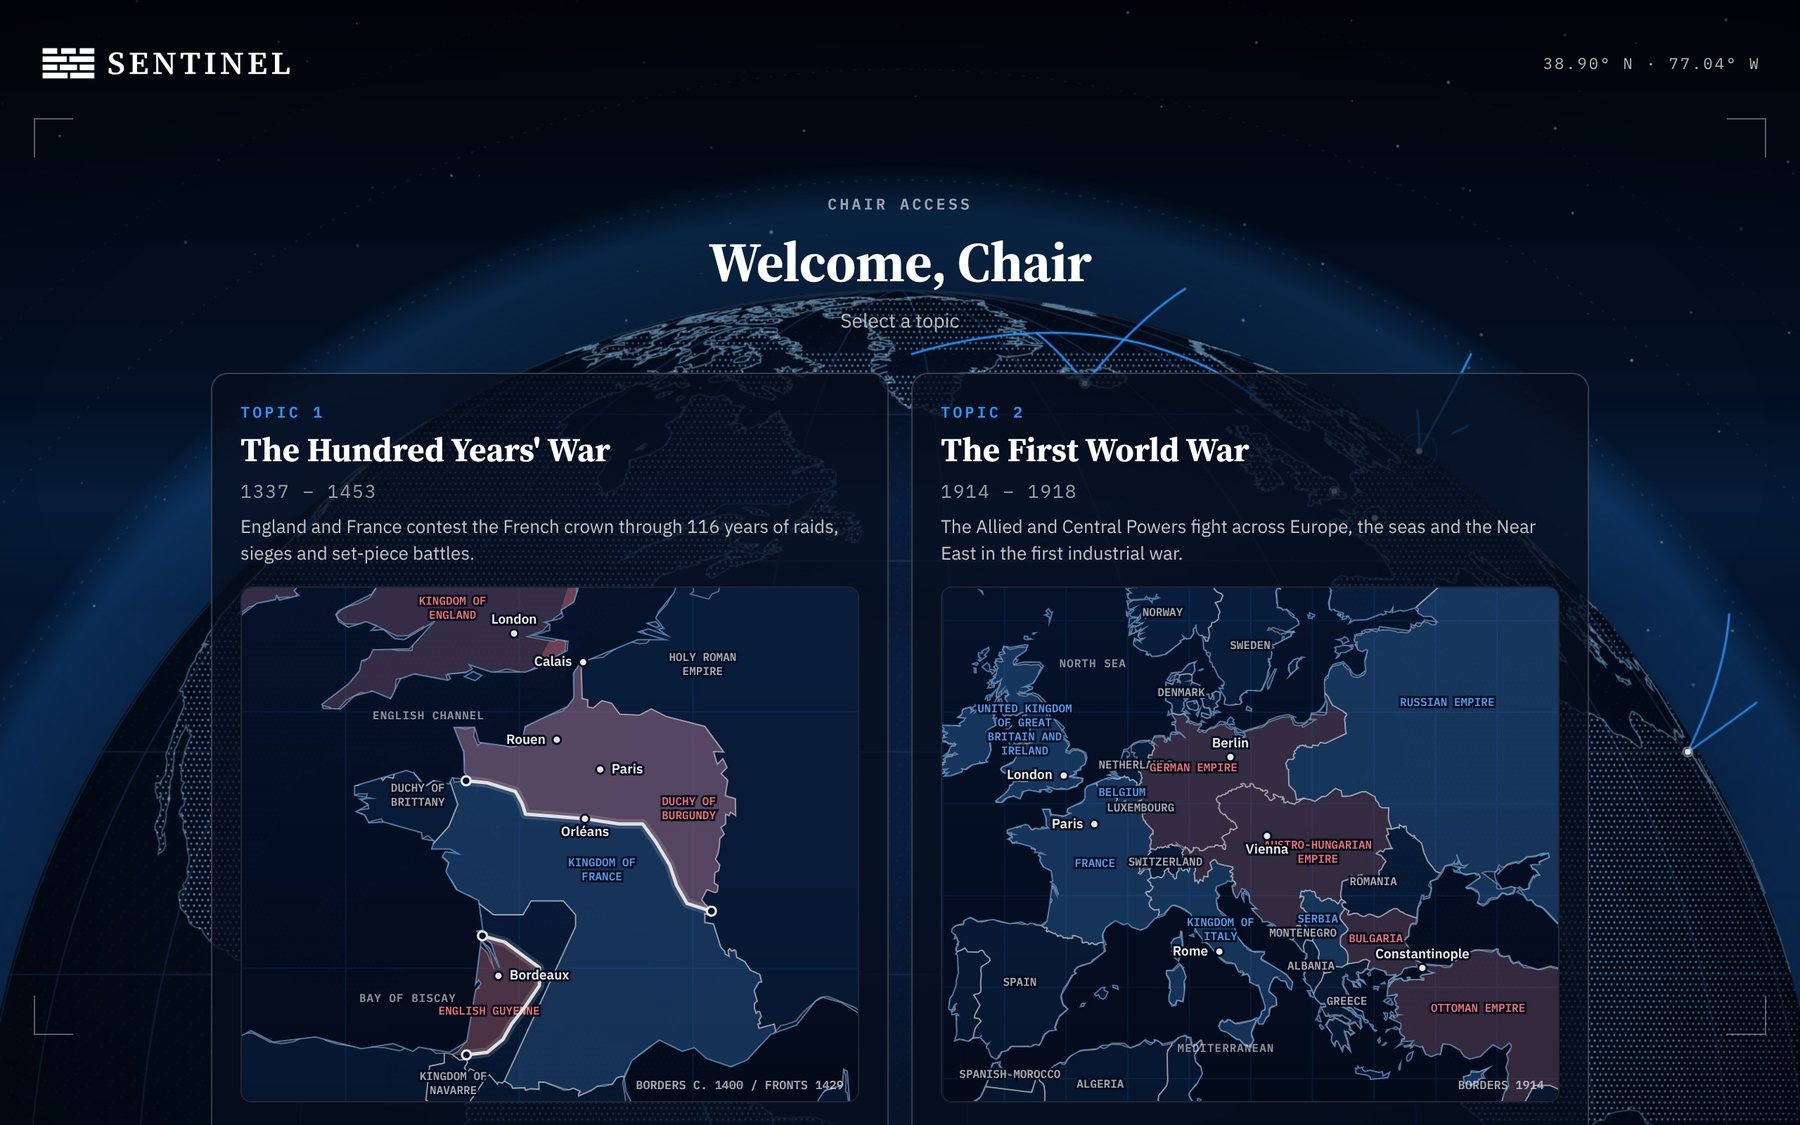 SENTINEL
38.90° N · 77.04° W
CHAIR ACCESS
Welcome, Chair
Select a topic
TOPIC 1
The Hundred Years' War
1337 – 1453
England and France contest the French crown through 116 years of raids,
sieges and set-piece battles.
KINGDOM OF
ENGLAND
London
Calais
HOLY ROMAN
EMPIRE
ENGLISH CHANNEL
Rouen
Paris
DUCHY OF
BRITTANY
DUCHY OF
BURGUNDY
Orléans
KINGDOM OF
FRANCE
Bordeaux
BAY OF BISCAY
ENGLISH GUYENNE
KINGDOM OF
NAVARRE
BORDERS C. 1400 / FRONTS 1429
TOPIC 2
The First World War
1914 – 1918
The Allied and Central Powers fight across Europe, the seas and the Near
East in the first industrial war.
NORWAY
SWEDEN
NORTH SEA
DENMARK
RUSSIAN EMPIRE
UNITED KINGDOM
OF GREAT
BRITAIN AND
IRELAND
Berlin
NETHERLANDS
GERMAN EMPIRE
London
BELGIUM
LUXEMBOURG
Paris
Vienna
AUSTRO-HUNGARIAN
EMPIRE
FRANCE
SWITZERLAND
ROMANIA
KINGDOM OF
ITALY
SERBIA
MONTENEGRO
BULGARIA
Rome
Constantinople
ALBANIA
SPAIN
GREECE
OTTOMAN EMPIRE
MEDITERRANEAN
SPANISH MOROCCO
ALGERIA
BORDERS 1914